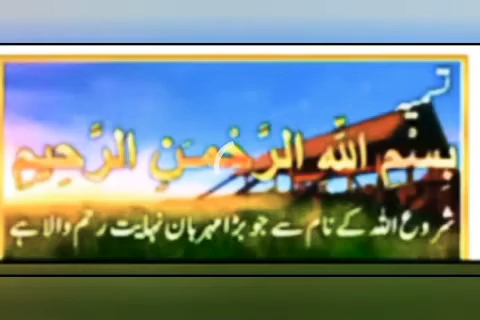 تسمیہ
بِسْمِ اللّٰهِ الرَّحْمٰنِ الرَّحِيْمِ
شروع اللہ کے نام سے جو بڑا مہربان نہایت رحم والا ہے